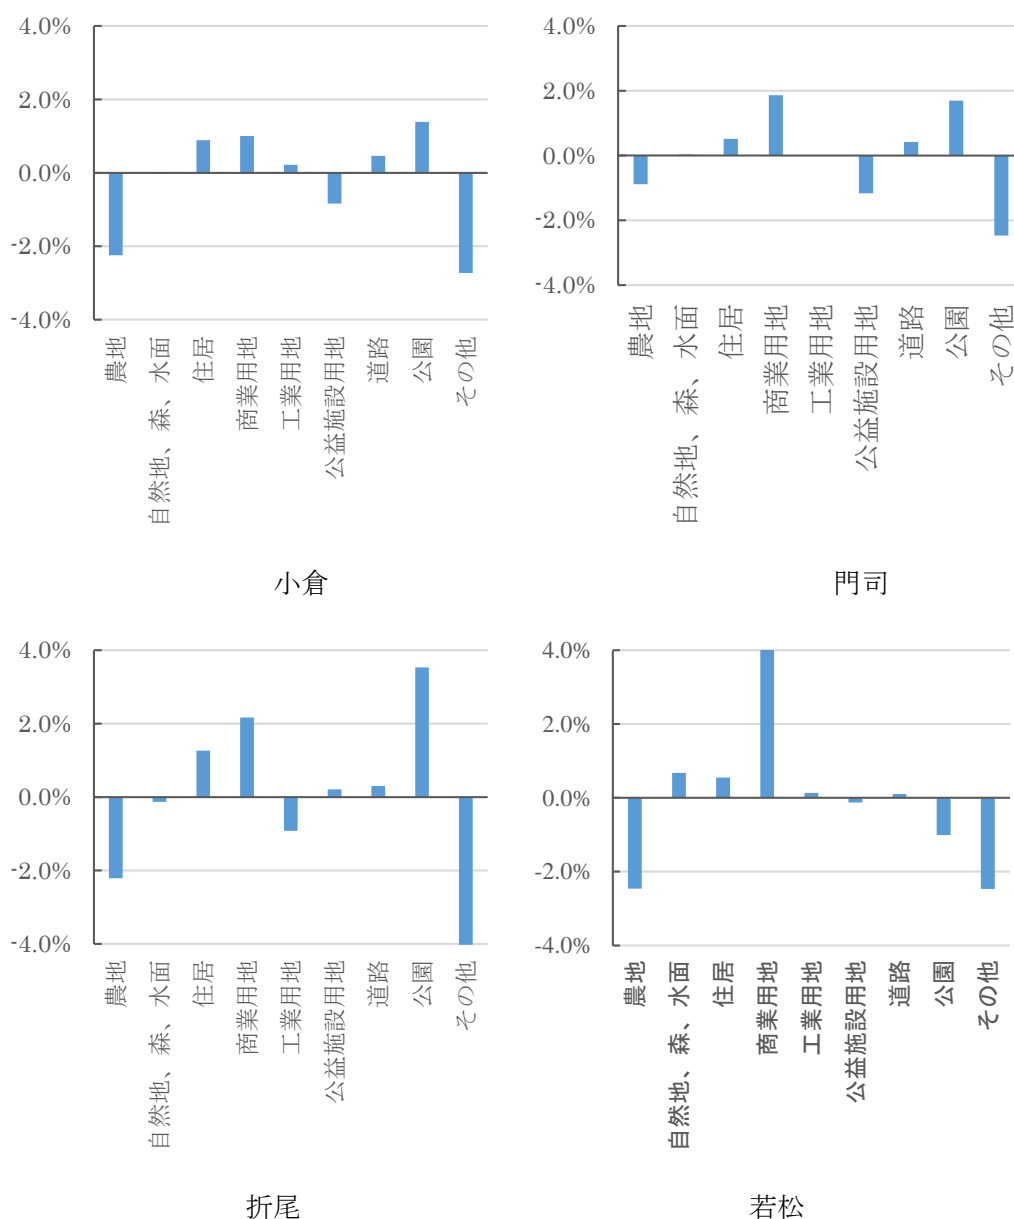 4.0%
2.0%
0.0%
-2.0%
-4.0%
農地
自然地、森、水面
住居
商業用地
工業用地
公益施設用地
道路
公園
その他
小倉
4.0%
2.0%
0.0%
-2.0%
-4.0%
農地
自然地、森、水面
住居
商業用地
工業用地
公益施設用地
道路
公園
その他
門司
4.0%
2.0%
0.0%
-2.0%
-4.0%
農地
自然地、森、水面
住居
商業用地
工業用地
公益施設用地
道路
公園
その他
折尾
4.0%
2.0%
0.0%
-2.0%
-4.0%
農地
自然地、森、水面
住居
商業用地
工業用地
公益施設用地
道路
公園
その他
若松